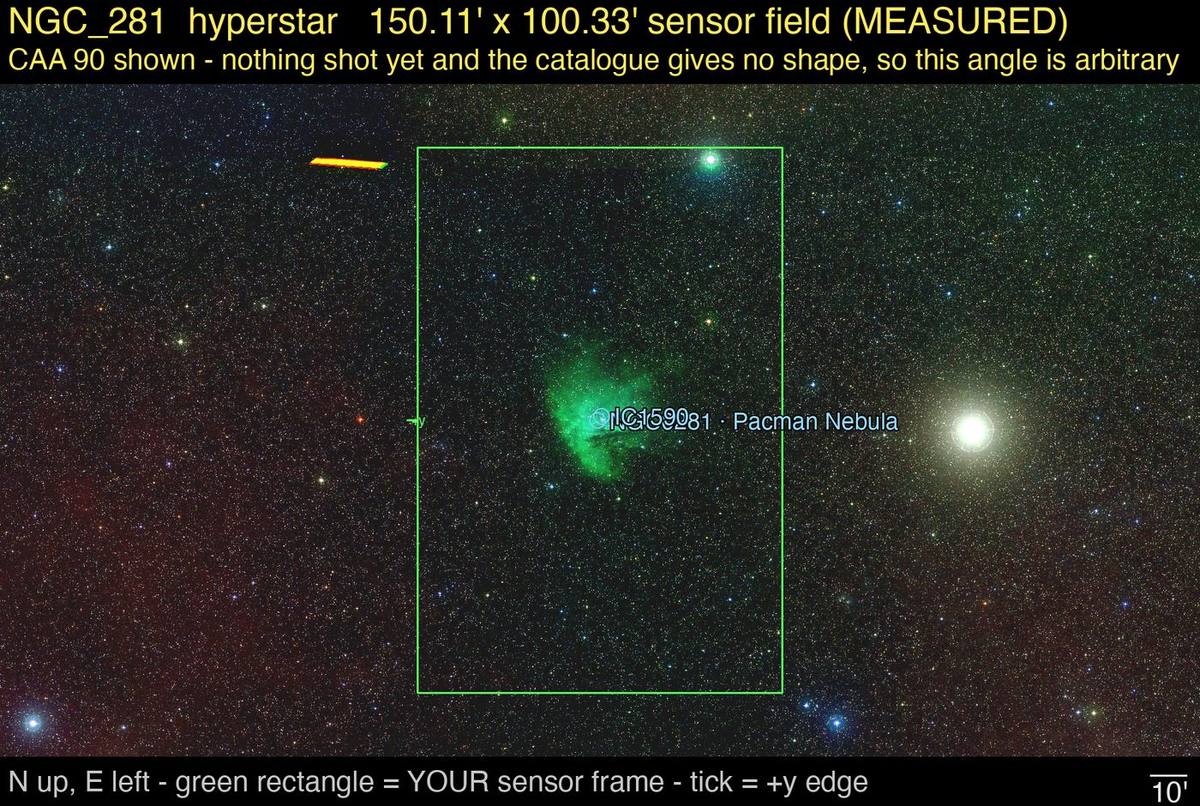 NGC_281 hyperstar 150.11' x 100.33' sensor field (MEASURED)
CAA 90 shown - nothing shot yet and the catalogue gives no shape, so this angle is arbitrary
IC1590
281 · Pacman Nebula
+y
N up, E left - green rectangle = YOUR sensor frame - tick = +y edge
10'